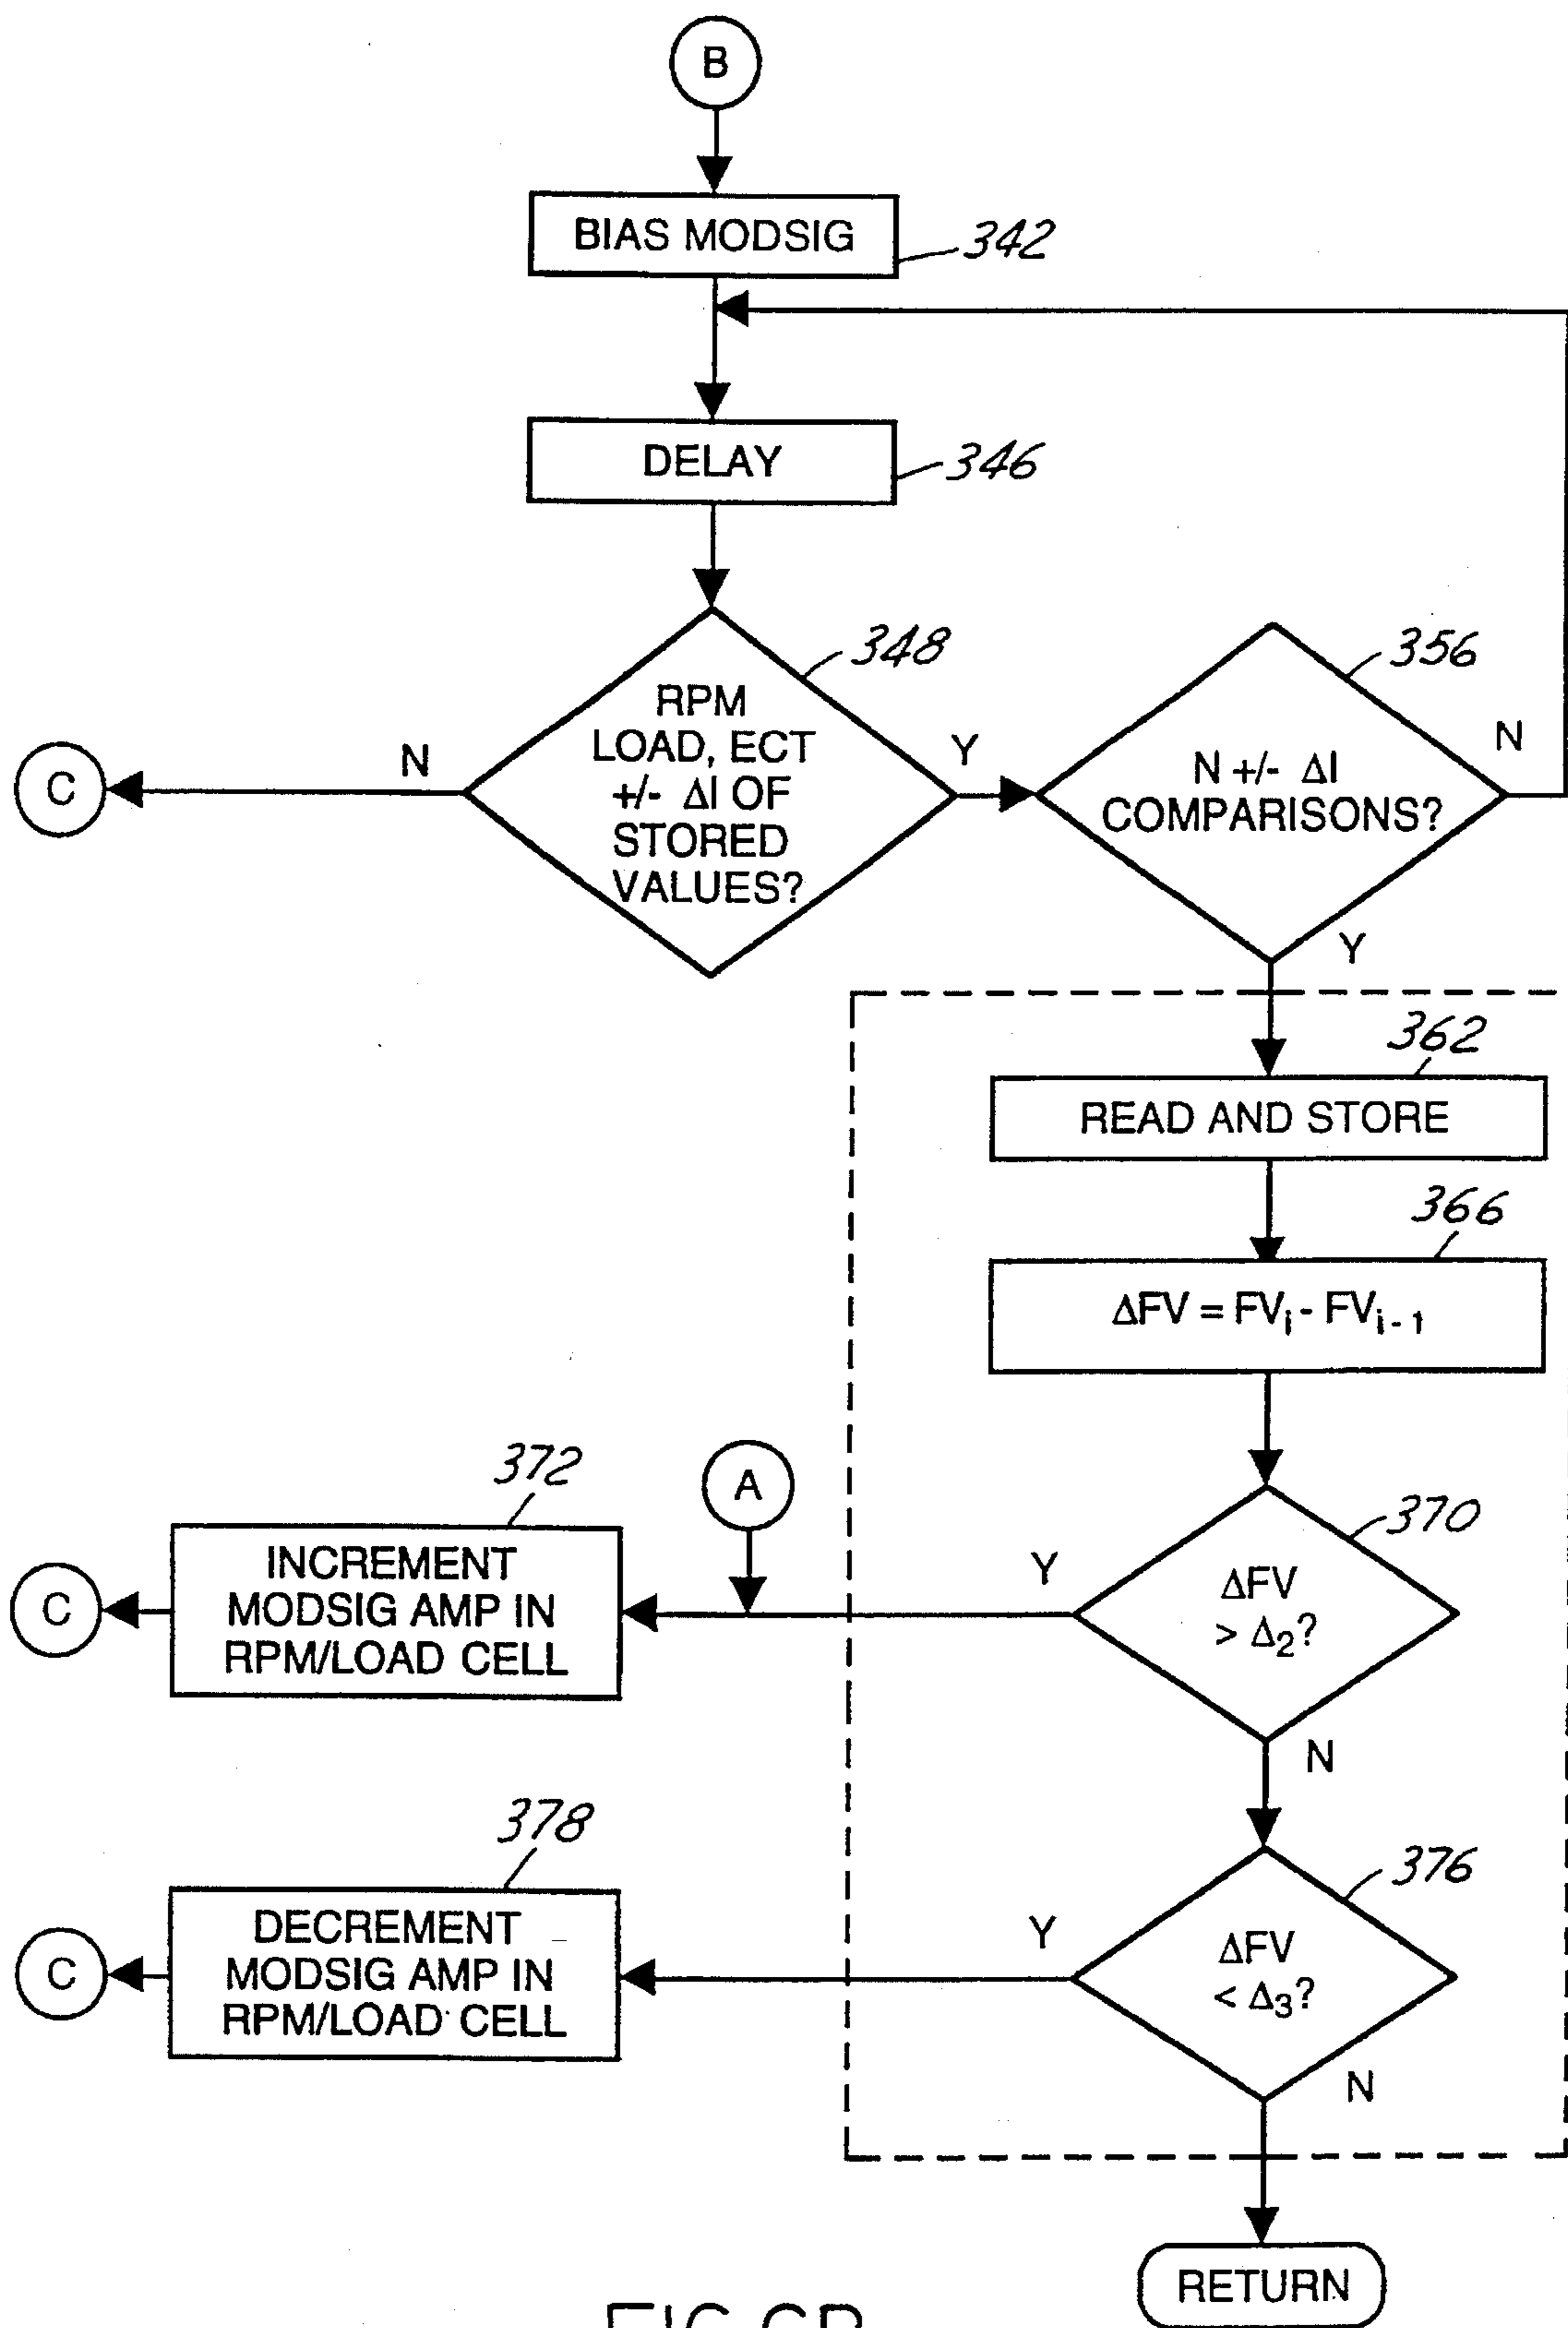 B
BIAS MODSIG
342
DELAY
346
348
RPM
LOAD, ECT
+/- ΔI OF
STORED
VALUES?
N
C
Y
356
N +/- ΔI
COMPARISONS?
N
Y
362
READ AND STORE
366
ΔFV = FVi - FVi-1
370
ΔFV
> Δ2?
Y
A
372
INCREMENT
MODSIG AMP IN
RPM/LOAD CELL
C
N
376
ΔFV
< Δ3?
Y
378
DECREMENT
MODSIG AMP IN
RPM/LOAD CELL
C
N
RETURN